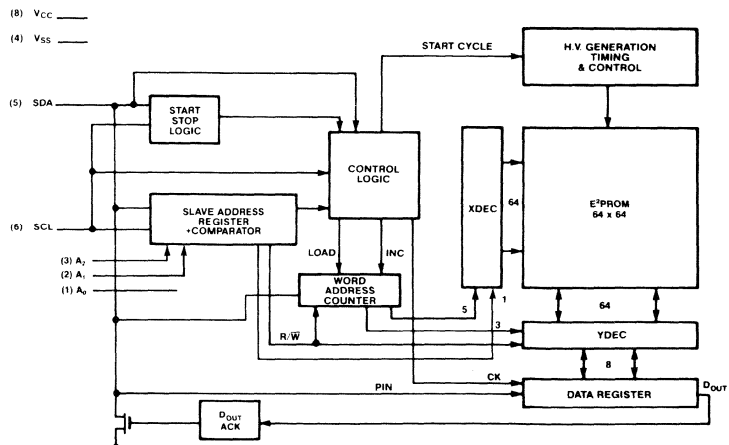 (8) VCC
(4) VSS
START CYCLE
H.V. GENERATION
TIMING
& CONTROL
(5) SDA
START
STOP
LOGIC
CONTROL
LOGIC
XDEC
64
E²PROM
64 x 64
SLAVE ADDRESS
REGISTER
+COMPARATOR
(6) SCL
(3) A₂
(2) A₁
(1) A₀
LOAD
INC
WORD
ADDRESS
COUNTER
5
1
64
3
R/W̅
YDEC
8
CK
PIN
DATA REGISTER
DOUT
DOUT
ACK